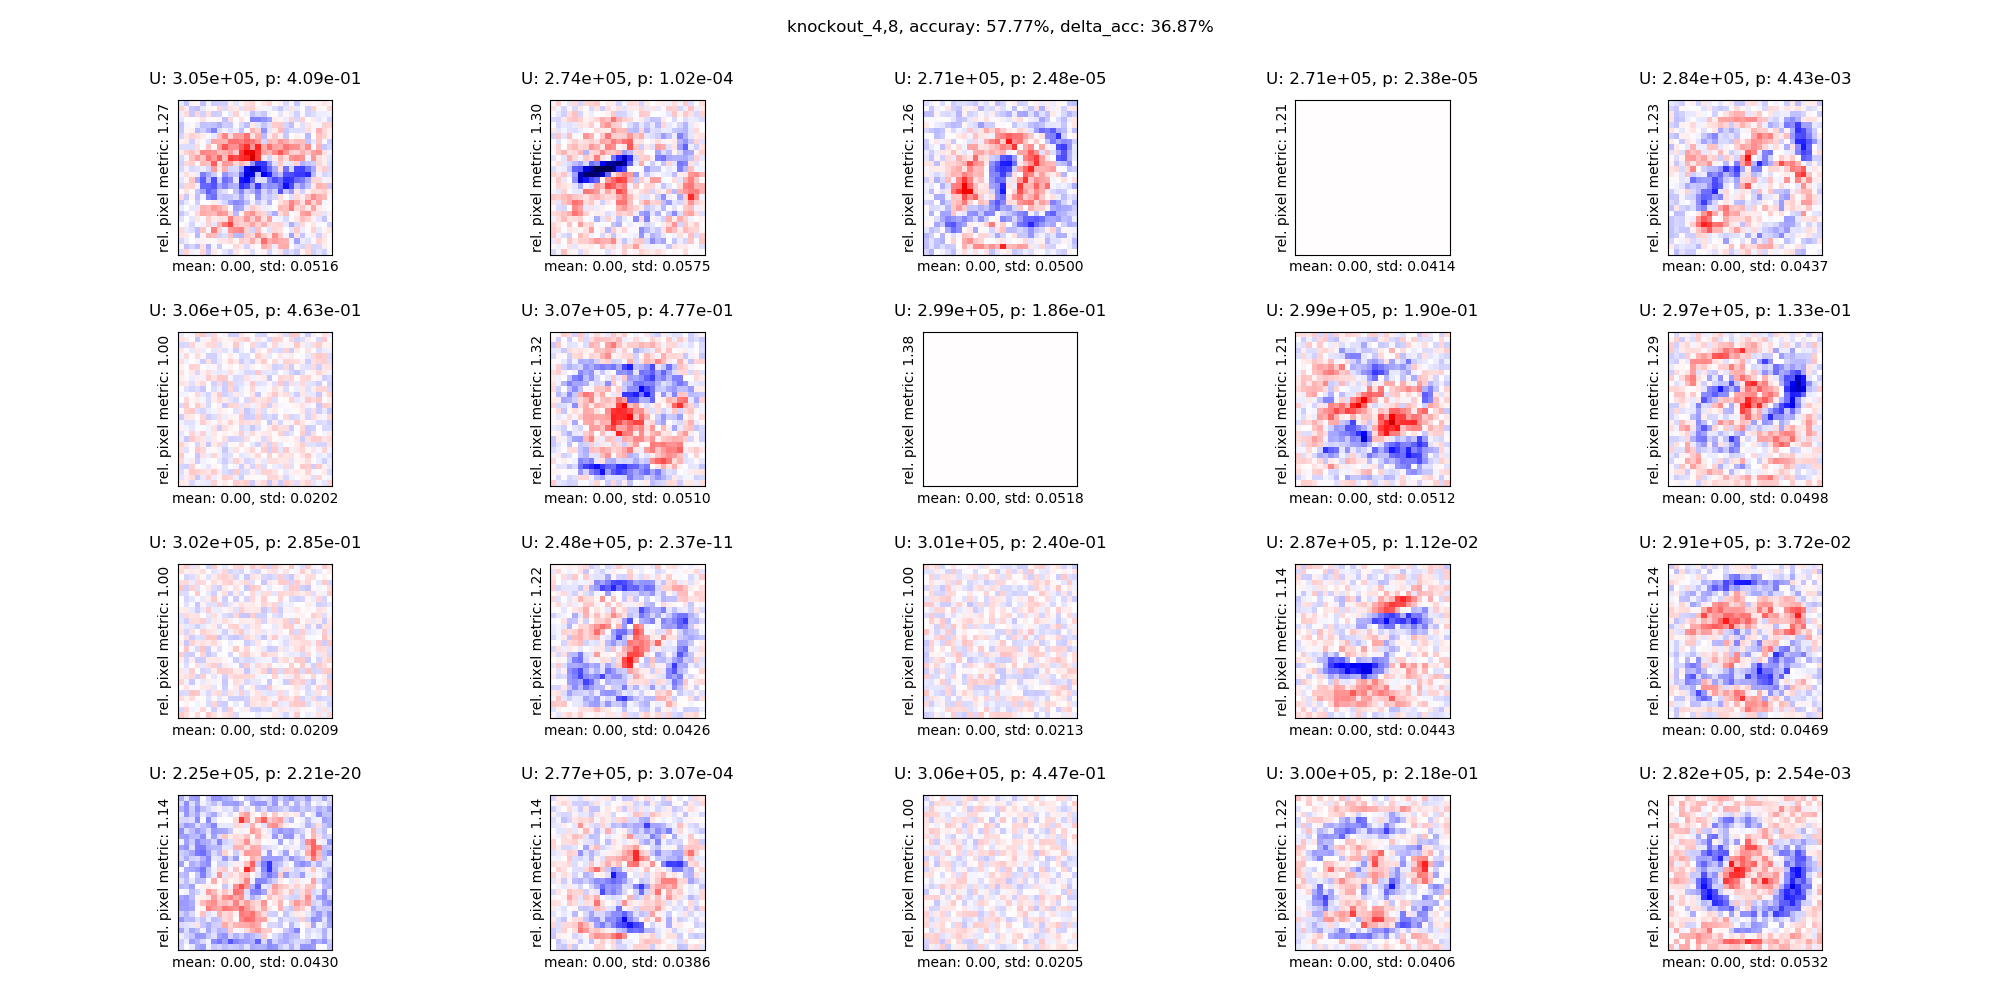 knockout_4,8, accuray: 57.77%, delta_acc: 36.87%
U: 3.05e+05, p: 4.09e-01
rel. pixel metric: 1.27
mean: 0.00, std: 0.0516
U: 2.74e+05, p: 1.02e-04
rel. pixel metric: 1.30
mean: 0.00, std: 0.0575
U: 2.71e+05, p: 2.48e-05
rel. pixel metric: 1.26
mean: 0.00, std: 0.0500
U: 2.71e+05, p: 2.38e-05
rel. pixel metric: 1.21
mean: 0.00, std: 0.0414
U: 2.84e+05, p: 4.43e-03
rel. pixel metric: 1.23
mean: 0.00, std: 0.0437
U: 3.06e+05, p: 4.63e-01
rel. pixel metric: 1.00
mean: 0.00, std: 0.0202
U: 3.07e+05, p: 4.77e-01
rel. pixel metric: 1.32
mean: 0.00, std: 0.0510
U: 2.99e+05, p: 1.86e-01
rel. pixel metric: 1.38
mean: 0.00, std: 0.0518
U: 2.99e+05, p: 1.90e-01
rel. pixel metric: 1.21
mean: 0.00, std: 0.0512
U: 2.97e+05, p: 1.33e-01
rel. pixel metric: 1.29
mean: 0.00, std: 0.0498
U: 3.02e+05, p: 2.85e-01
rel. pixel metric: 1.00
mean: 0.00, std: 0.0209
U: 2.48e+05, p: 2.37e-11
rel. pixel metric: 1.22
mean: 0.00, std: 0.0426
U: 3.01e+05, p: 2.40e-01
rel. pixel metric: 1.00
mean: 0.00, std: 0.0213
U: 2.87e+05, p: 1.12e-02
rel. pixel metric: 1.14
mean: 0.00, std: 0.0443
U: 2.91e+05, p: 3.72e-02
rel. pixel metric: 1.24
mean: 0.00, std: 0.0469
U: 2.25e+05, p: 2.21e-20
rel. pixel metric: 1.14
mean: 0.00, std: 0.0430
U: 2.77e+05, p: 3.07e-04
rel. pixel metric: 1.14
mean: 0.00, std: 0.0386
U: 3.06e+05, p: 4.47e-01
rel. pixel metric: 1.00
mean: 0.00, std: 0.0205
U: 3.00e+05, p: 2.18e-01
rel. pixel metric: 1.22
mean: 0.00, std: 0.0406
U: 2.82e+05, p: 2.54e-03
rel. pixel metric: 1.22
mean: 0.00, std: 0.0532